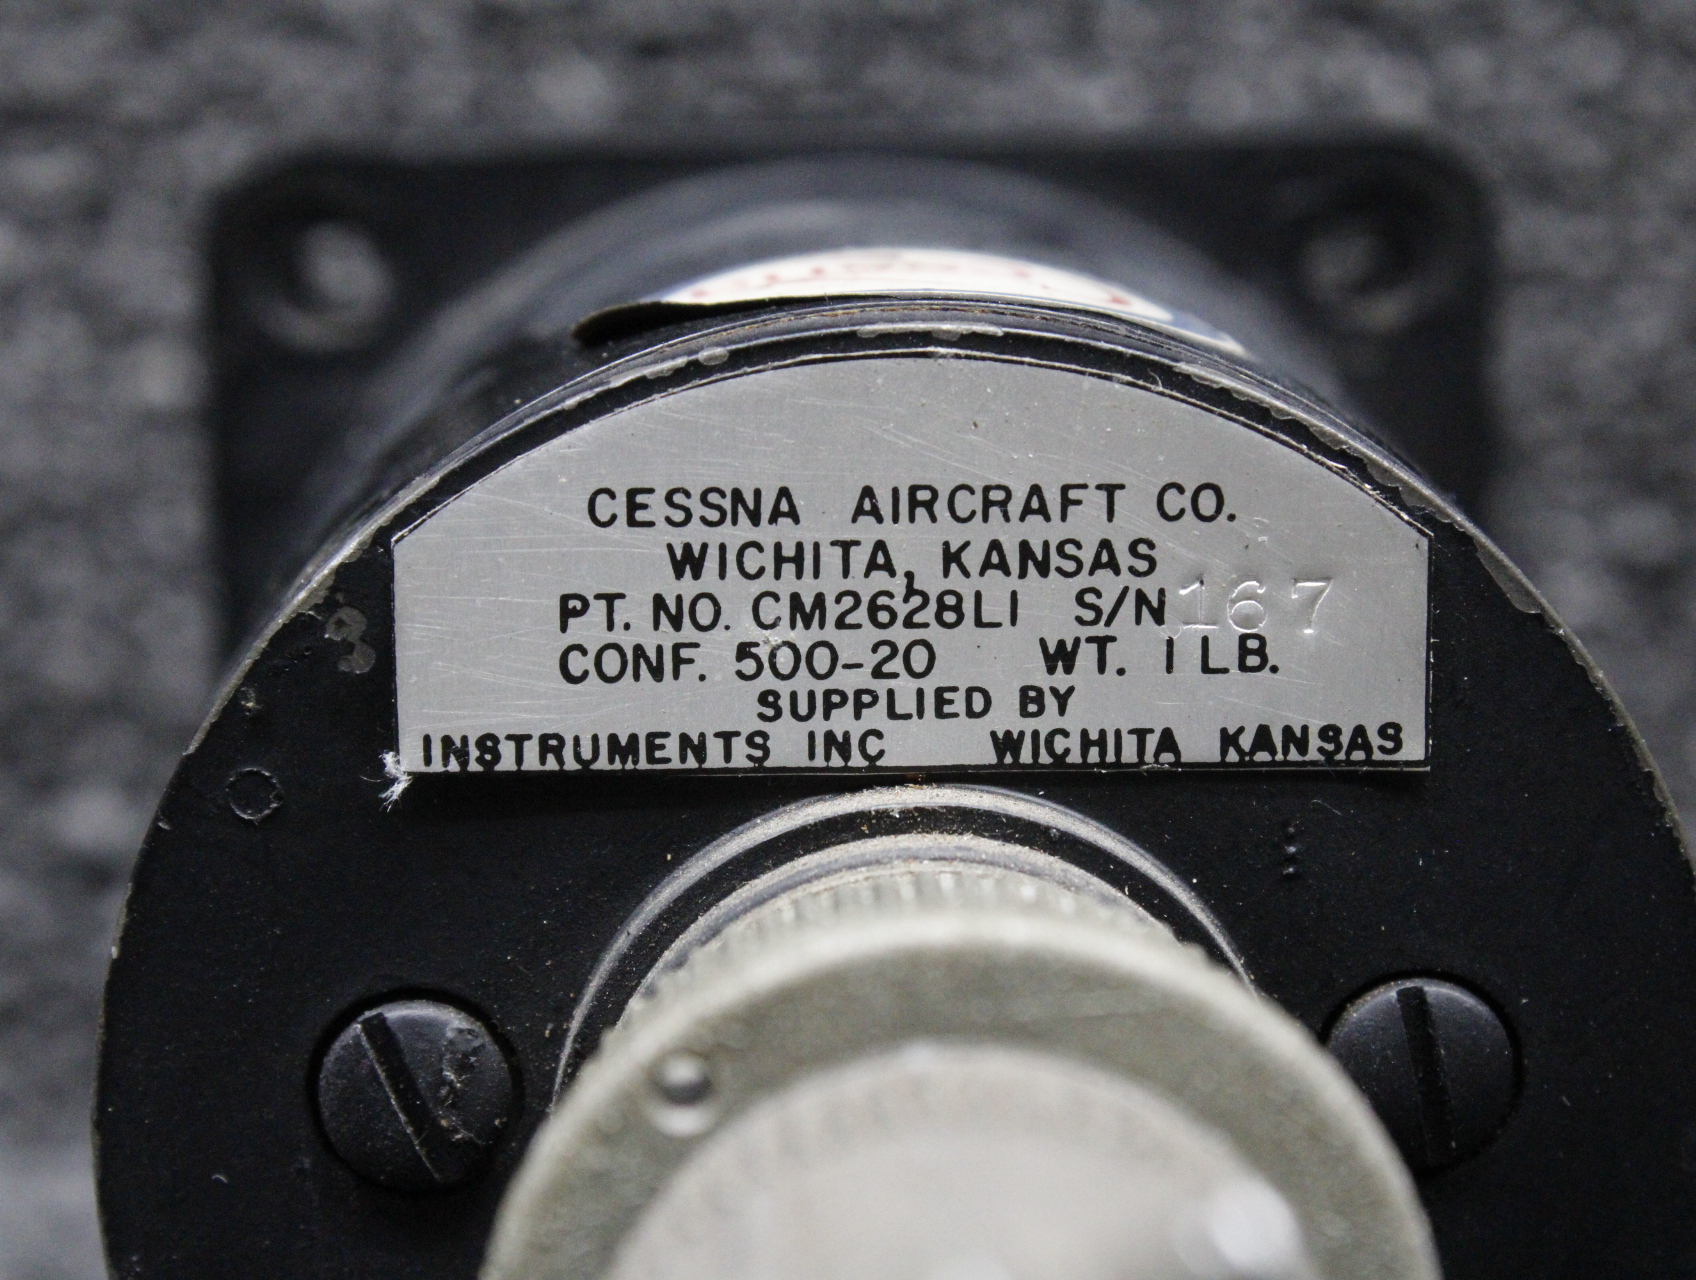 CESSNA AIRCRAFT CO.
WICHITA, KANSAS
PT. NO. CM2628L1 S/N 167
CONF. 500-20 WT. 1 LB.
SUPPLIED BY
INSTRUMENTS INC WICHITA KANSAS